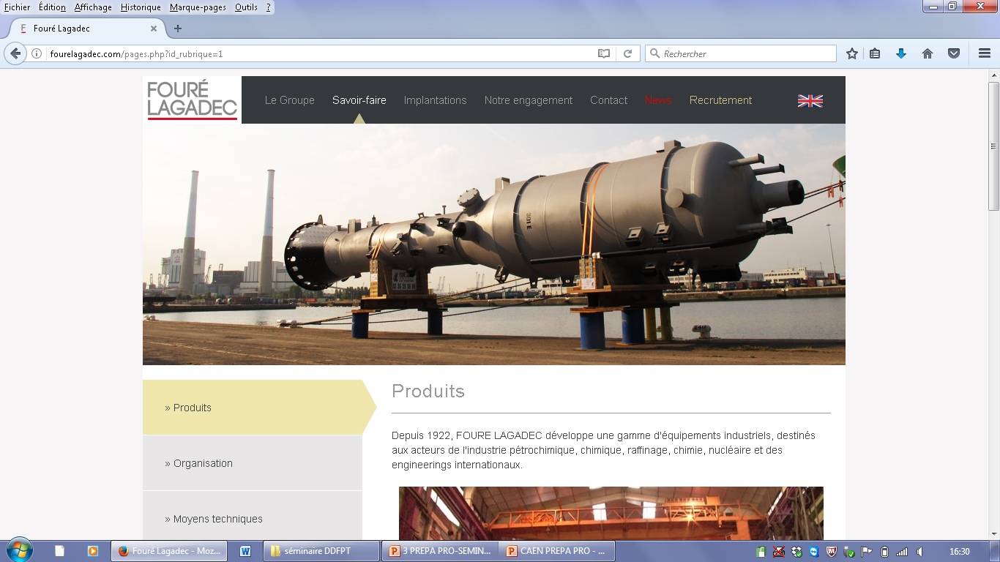 Fichier Édition Affichage Historique Marque-pages Outils ?
Fouré Lagadec
fourelagadec.com/pages.php?id_rubrique=1
Rechercher
FOURÉ
LAGADEC
Le Groupe Savoir-faire Implantations Notre engagement Contact News Recrutement
301E
» Produits
» Organisation
» Moyens techniques
Produits
Depuis 1922, FOURE LAGADEC développe une gamme d'équipements industriels, destinés
aux acteurs de l'industrie pétrochimique, chimique, raffinage, chimie, nucléaire et des
engineerings internationaux.
Fouré Lagadec - Moz...
séminaire DDFPT
3 PREPA PRO-SEMIN...
CAEN PREPA PRO - ...
16:30